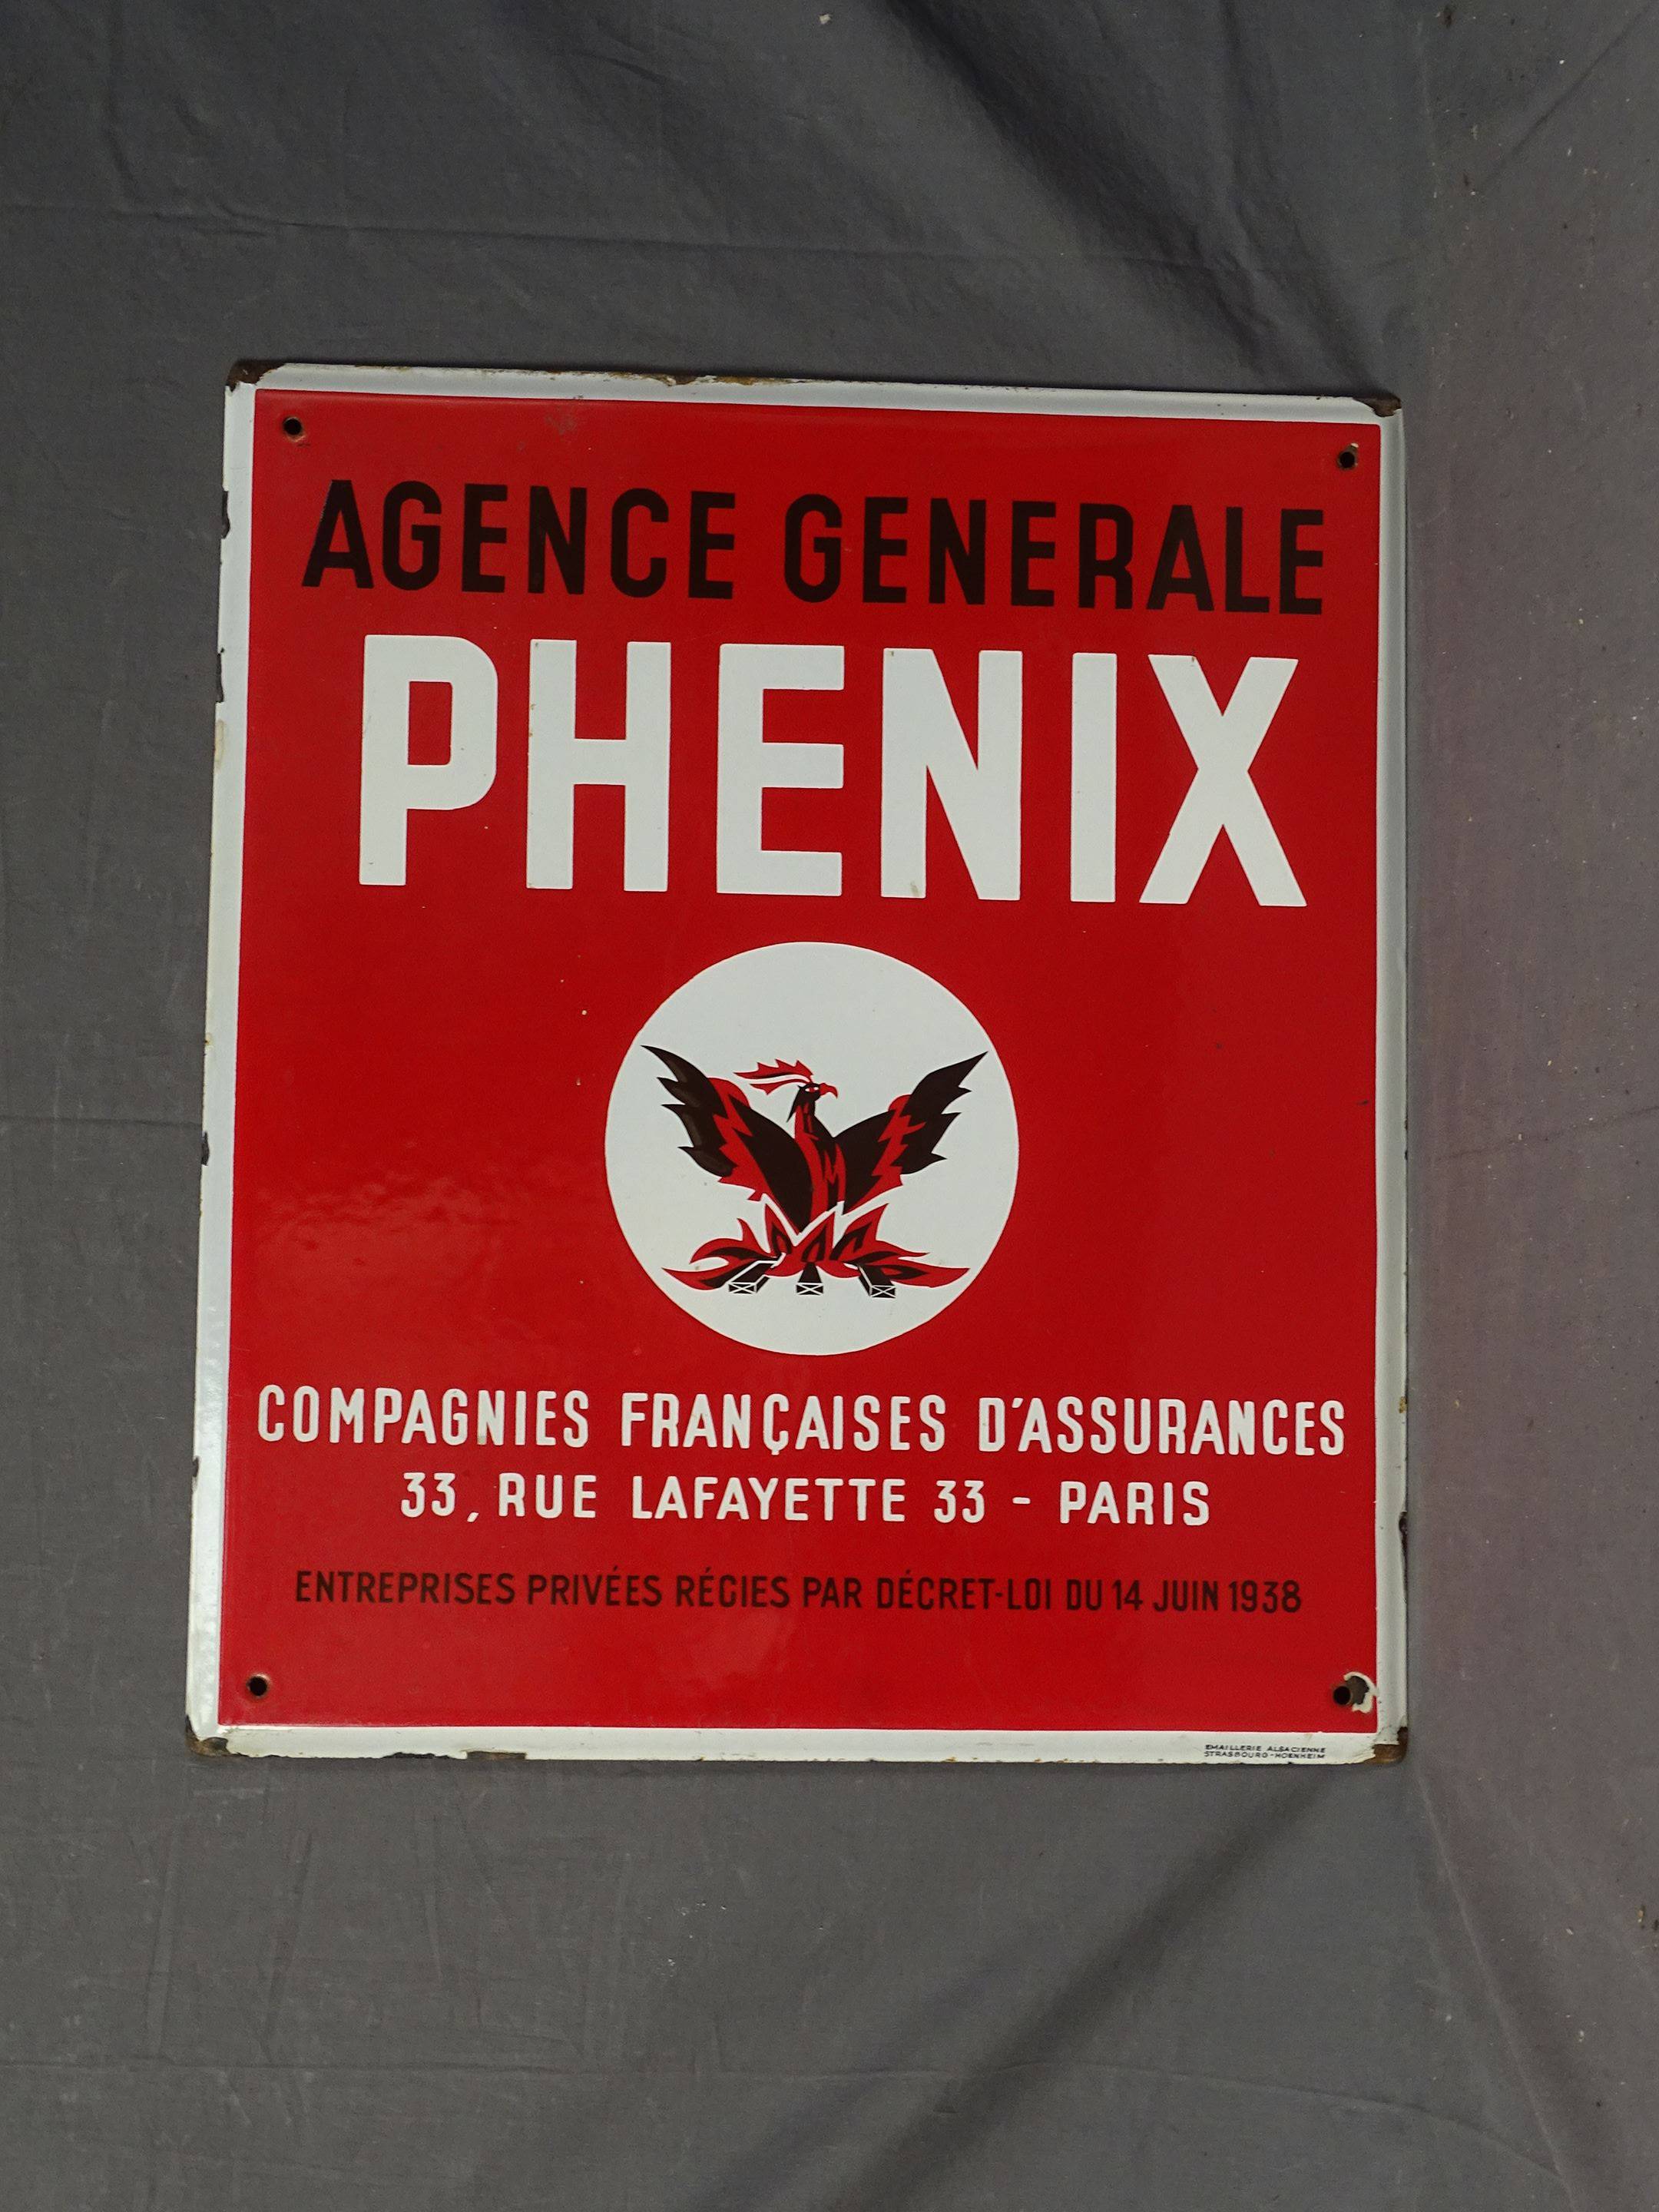 AGENCE GENERALE
PHENIX
COMPAGNIES FRANÇAISES D'ASSURANCES
33, RUE LAFAYETTE 33 - PARIS
ENTREPRISES PRIVÉES RÉGIES PAR DÉCRET-LOI DU 14 JUIN 1938
EMAILLERIE ALSACIENNE
STRASBOURG-HOENHEIM